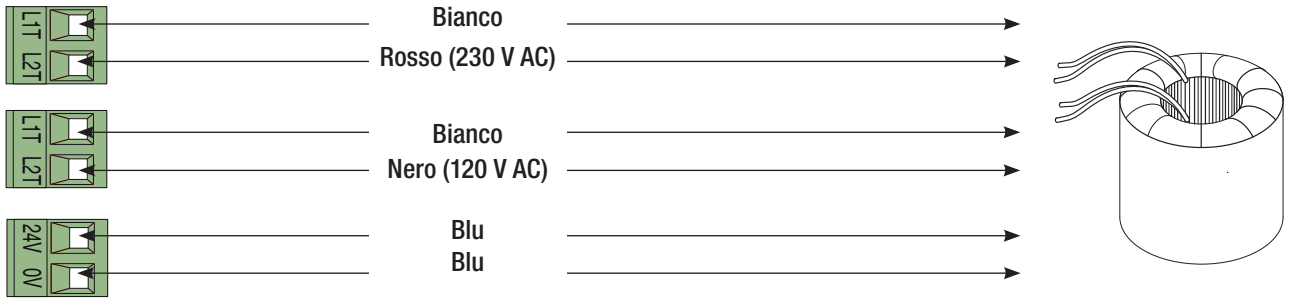 L1T Bianco
L2T Rosso (230 V AC)
L1T Bianco
L2T Nero (120 V AC)
24V Blu
0V Blu